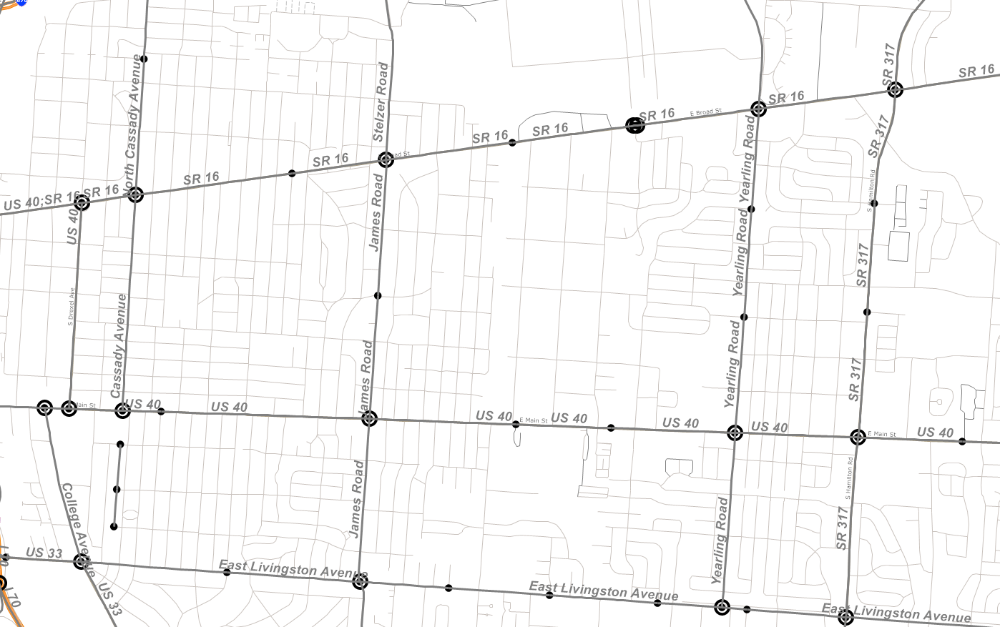 670
SR 317
SR 16
SR 16
E Broad St
SR 16
SR 16
SR 16
SR 317
North Cassady Avenue
Stelzer Road
Yearling Road
SR 16
SR 16
SR 16
US 40;SR 16
US 40
James Road
S Hamilton Rd
Yearling Road
SR 317
S Drexel Ave
Cassady Avenue
James Road
Yearling Road
SR 317
Main St
US 40
US 40
US 40
E Main St
US 40
US 40
US 40
E Main St
US 40
S Hamilton Rd
College Avenue
James Road
Yearling Road
SR 317
US 33
East Livingston Avenue
East Livingston Avenue
East Livingston Avenue
I 70
US 33